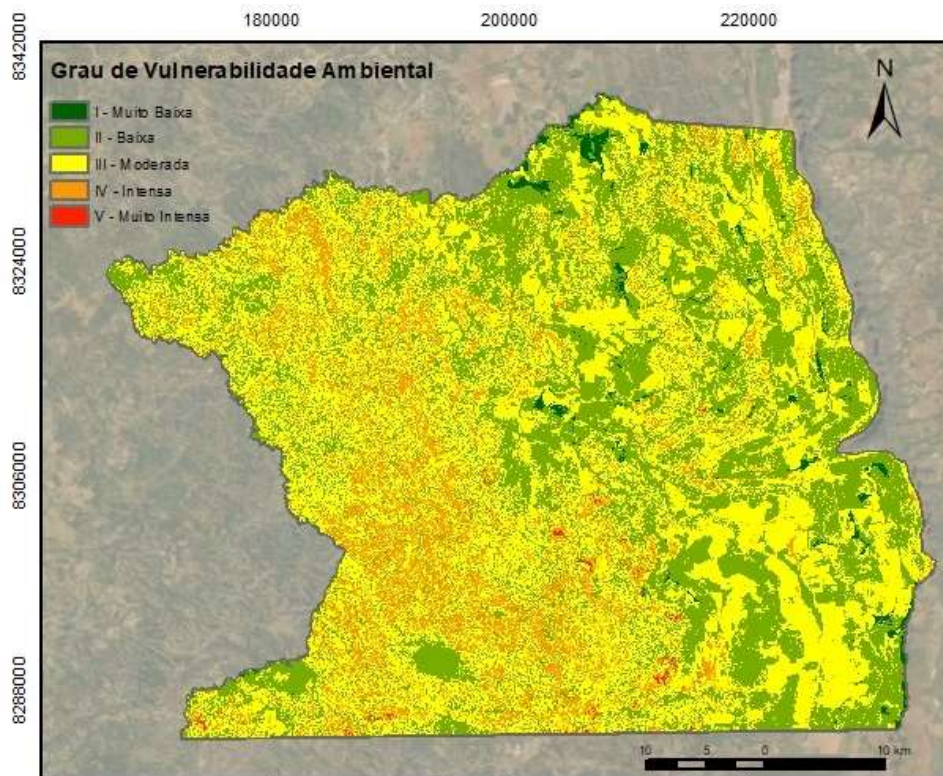 180000 200000 220000
8342000
Grau de Vulnerabilidade Ambiental
N
I - Muito Baixa
II - Baixa
III - Moderada
IV - Intensa
V - Muito Intensa
8324000
8306000
8288000
10 5 0 10 km